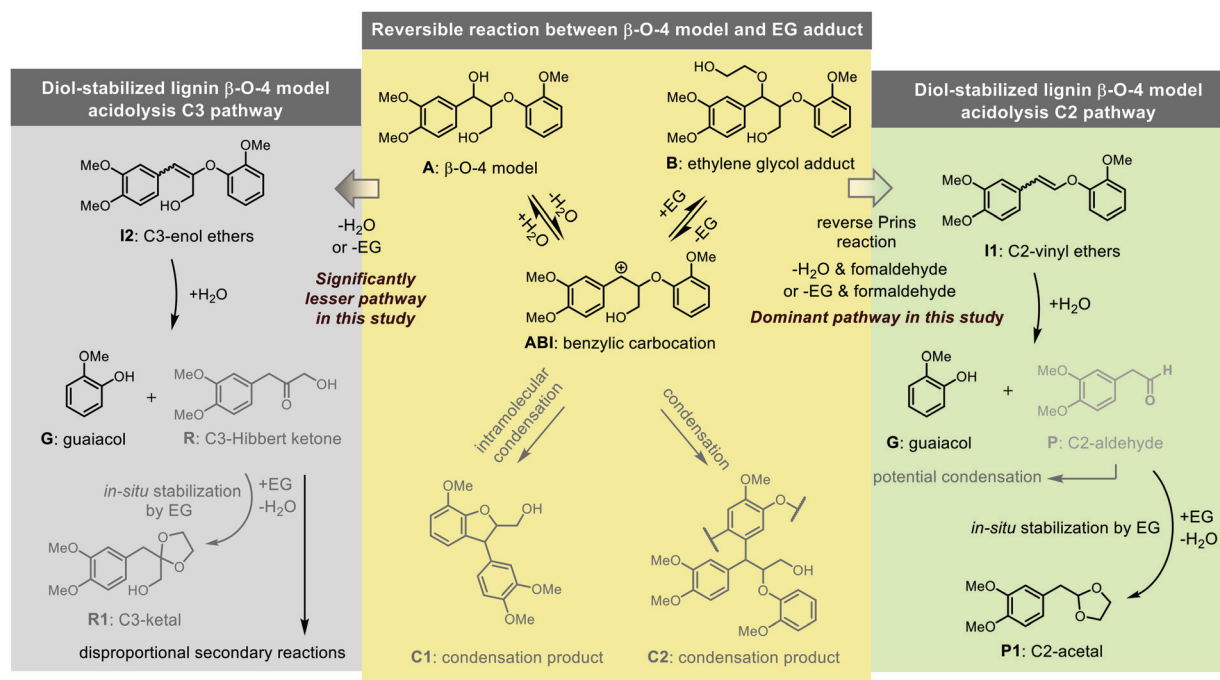 Reversible reaction between β-O-4 model and EG adduct
Diol-stabilized lignin β-O-4 model
acidolysis C3 pathway
OMe
MeO
MeO
HO
I2: C3-enol ethers
+H2O
OMe
OH
G: guaiacol
+
MeO
MeO
OH
O
R: C3-Hibbert ketone
in-situ stabilization
by EG
+EG
-H2O
MeO
MeO
O
O
HO
R1: C3-ketal
disproportional secondary reactions
-H2O
or -EG
Significantly
lesser pathway
in this study
OH
OMe
MeO
O
MeO
HO
A: β-O-4 model
HO
O
OMe
MeO
O
MeO
HO
B: ethylene glycol adduct
-H2O
+H2O
+EG
-EG
OMe
MeO
O
MeO
HO
ABI: benzylic carbocation
intramolecular
condensation
condensation
MeO
O
OH
OMe
OMe
C1: condensation product
OMe
O
MeO
OH
MeO
O
MeO
C2: condensation product
Diol-stabilized lignin β-O-4 model
acidolysis C2 pathway
reverse Prins
reaction
-H2O & fomaldehyde
or -EG & formaldehyde
Dominant pathway in this study
OMe
MeO
O
MeO
I1: C2-vinyl ethers
+H2O
OMe
OH
G: guaiacol
+
MeO
H
MeO
O
P: C2-aldehyde
potential condensation
in-situ stabilization by EG
+EG
-H2O
MeO
O
MeO
O
P1: C2-acetal